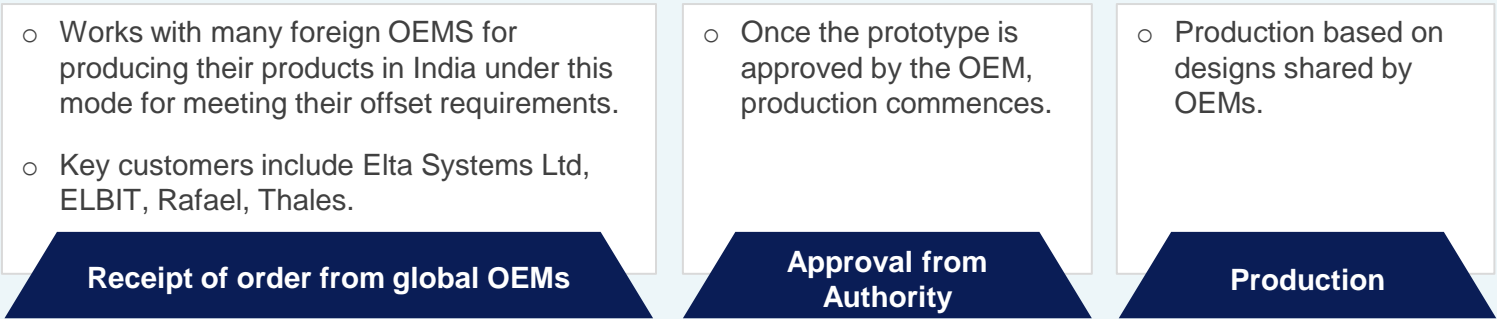 o Works with many foreign OEMS for
producing their products in India under this
mode for meeting their offset requirements.
o Key customers include Elta Systems Ltd,
ELBIT, Rafael, Thales.
Receipt of order from global OEMs
o Once the prototype is
approved by the OEM,
production commences.
Approval from
Authority
o Production based on
designs shared by
OEMs.
Production